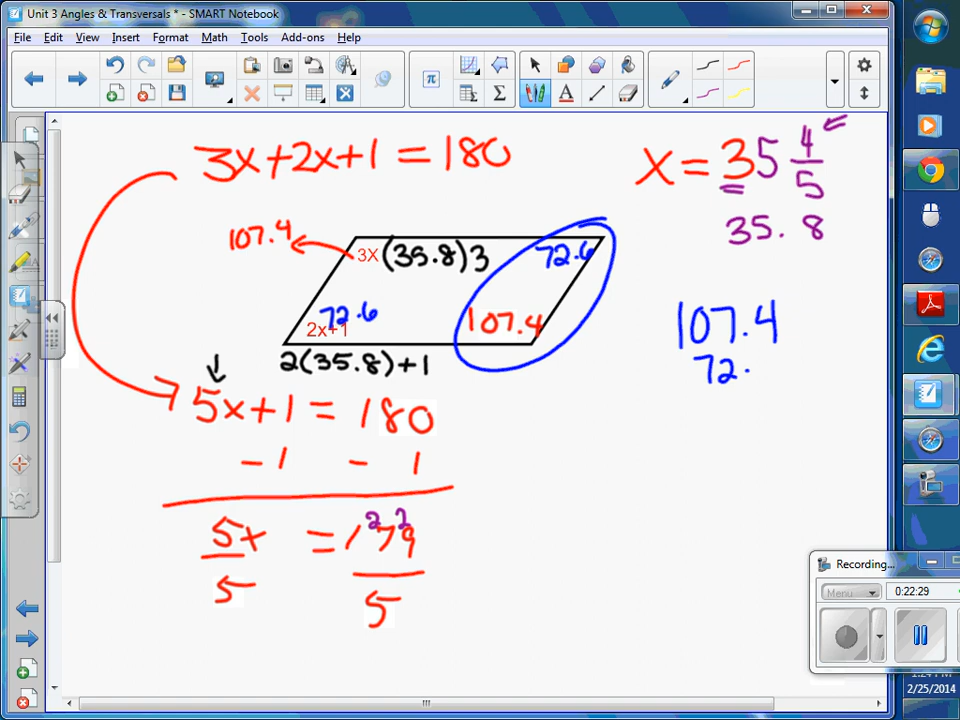 Unit 3 Angles & Transversals * - SMART Notebook
File Edit View Insert Format Math Tools Add-ons Help
3x+2x+1 = 180
x = 35 4/5
35.8
107.4
3X (35.8)3
72.6
72.6
2x+1
107.4
2(35.8)+1
107.4
72.
5x+1 = 180
-1 - 1
5x = 179
2 2
5 5
Recording...
Menu
0:22:29
2/25/2014